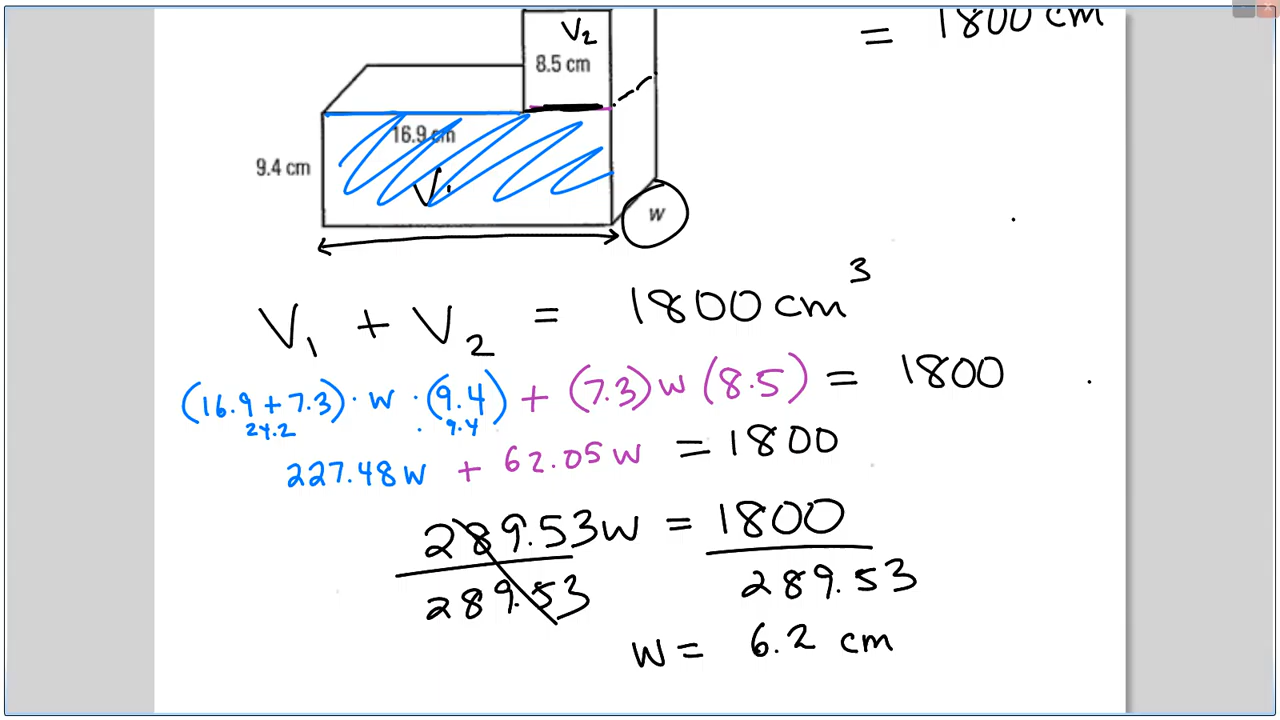 = 1800 cm
V₂
8.5 cm
16.9 cm
9.4 cm
V₁
w
V₁ + V₂ = 1800 cm³
(16.9 + 7.3) · w · (9.4) + (7.3) w (8.5) = 1800
24.2 9.4
227.48w + 62.05w = 1800
289.53w = 1800
289.53 289.53
w = 6.2 cm